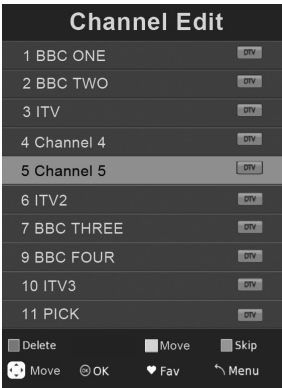 Channel Edit
1 BBC ONE DTV
2 BBC TWO DTV
3 ITV DTV
4 Channel 4 DTV
5 Channel 5 DTV
6 ITV2 DTV
7 BBC THREE DTV
9 BBC FOUR DTV
10 ITV3 DTV
11 PICK DTV
Delete Move Skip
Move OK OK Fav Menu